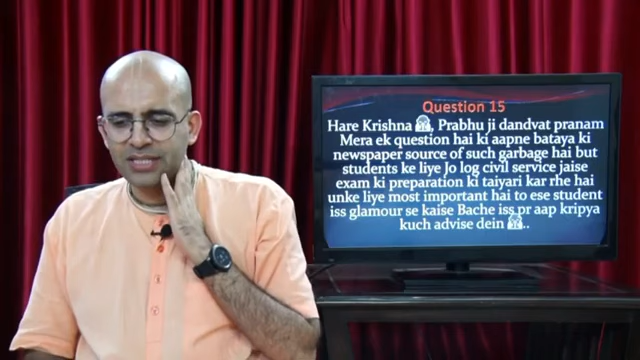 Question 15
Hare Krishna 🙏, Prabhu ji dandvat pranam
Mera ek question hai ki aapne bataya ki
newspaper source of such garbage hai but
students ke liye Jo log civil service jaise
exam ki preparation ki taiyari kar rhe hai
unke liye most important hai to ese student
iss glamour se kaise Bache iss pr aap kripya
kuch advise dein 🙏..